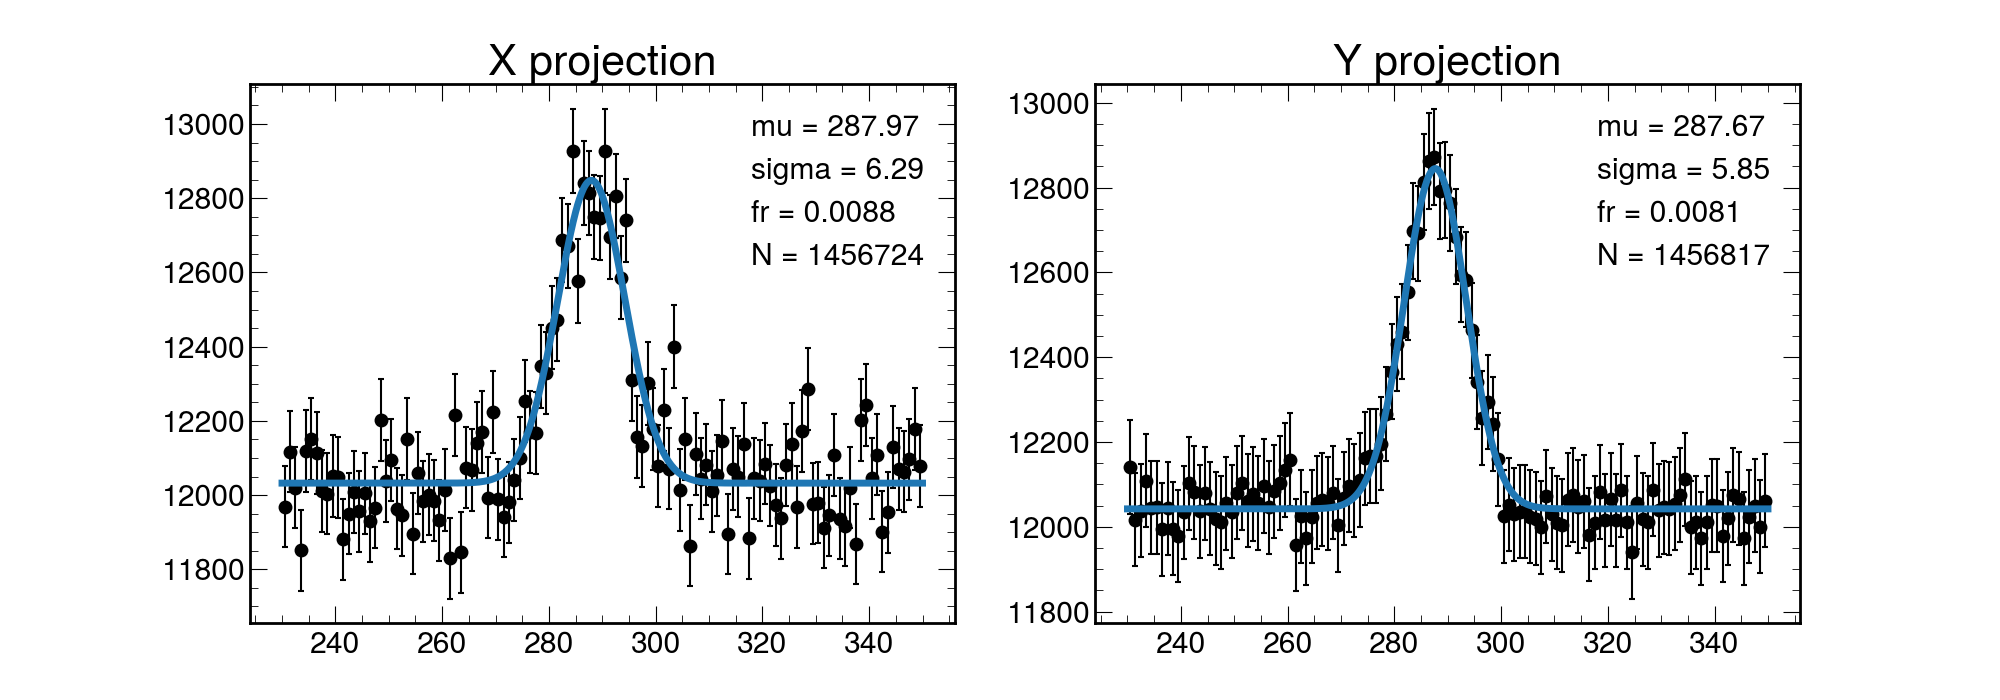 X projection
13000
12800
12600
12400
12200
12000
11800
mu = 287.97
sigma = 6.29
fr = 0.0088
N = 1456724
240 260 280 300 320 340
Y projection
13000
12800
12600
12400
12200
12000
11800
mu = 287.67
sigma = 5.85
fr = 0.0081
N = 1456817
240 260 280 300 320 340